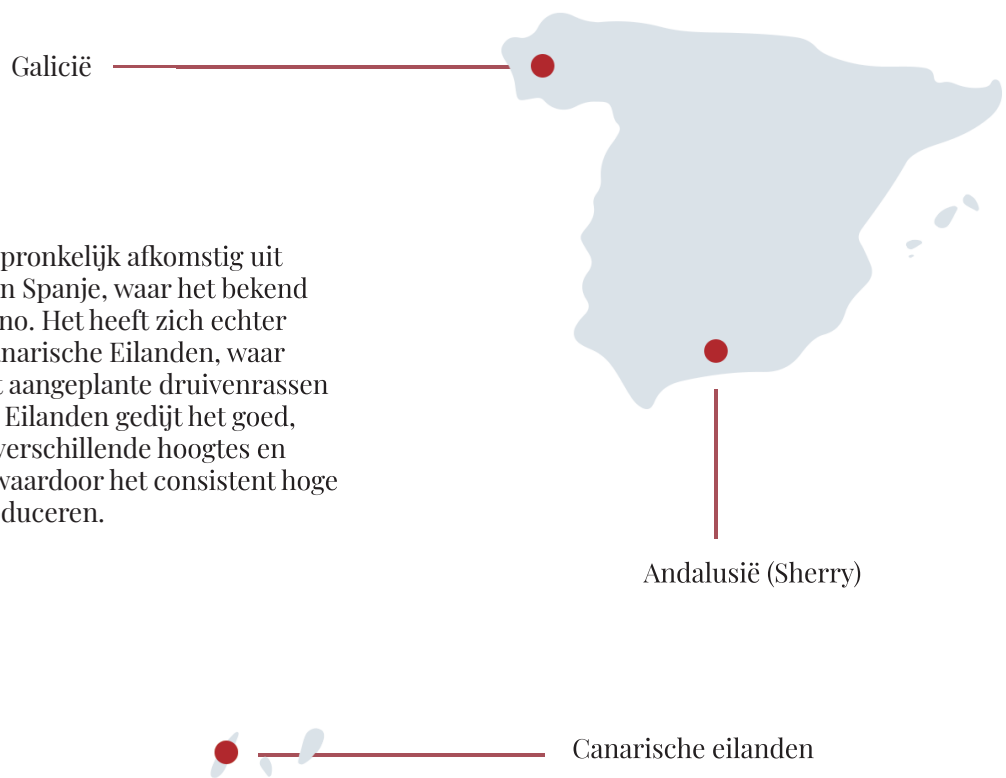 Galicië
pronkelijk afkomstig uit
n Spanje, waar het bekend
no. Het heeft zich echter
narische Eilanden, waar
t aangeplante druivenrassen
Eilanden gedijt het goed,
verschillende hoogtes en
waardoor het consistent hoge
duceren.
Andalusië (Sherry)
Canarische eilanden